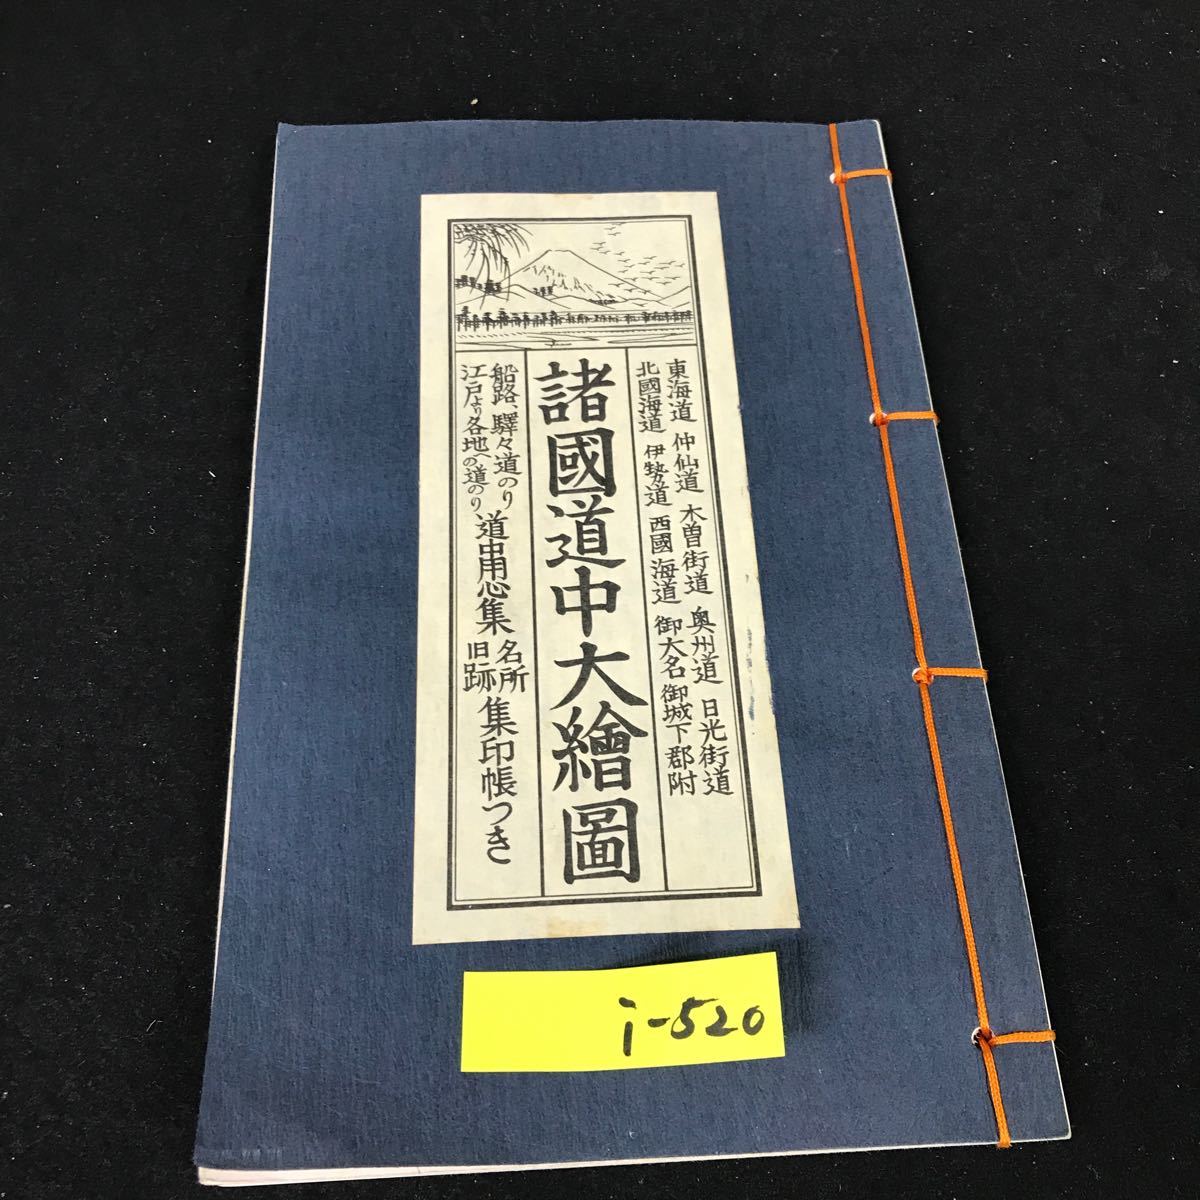 東海道 仲仙道 木曽街道 奥州道 日光街道
北國海道 伊勢道 西國海道 御大名御城下郡附
諸國道中大繪圖
船路、驛々道のり
江戸より各地への道のり
道中用心集
名所
旧跡
集印帳つき
i-520